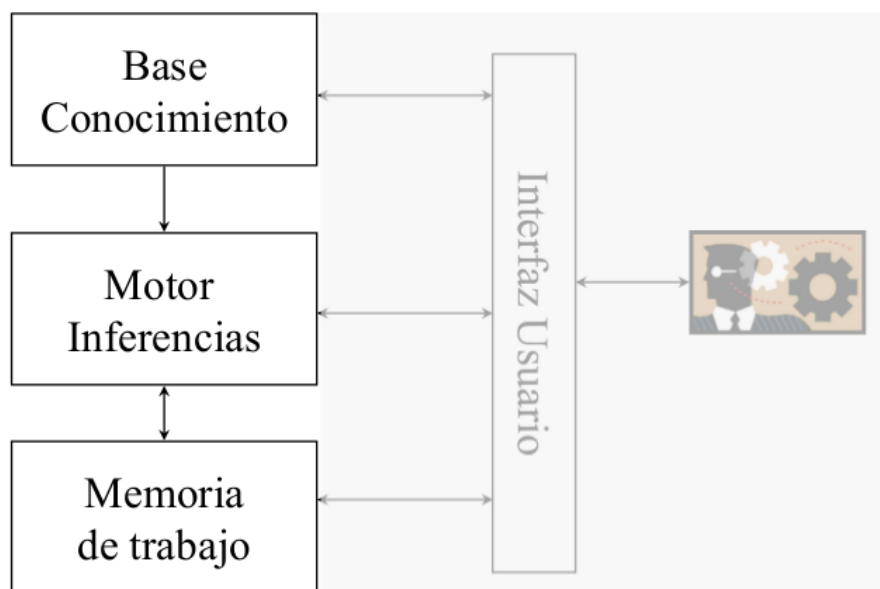 Base
Conocimiento
Motor
Inferencias
Memoria
de trabajo
Interfaz Usuario